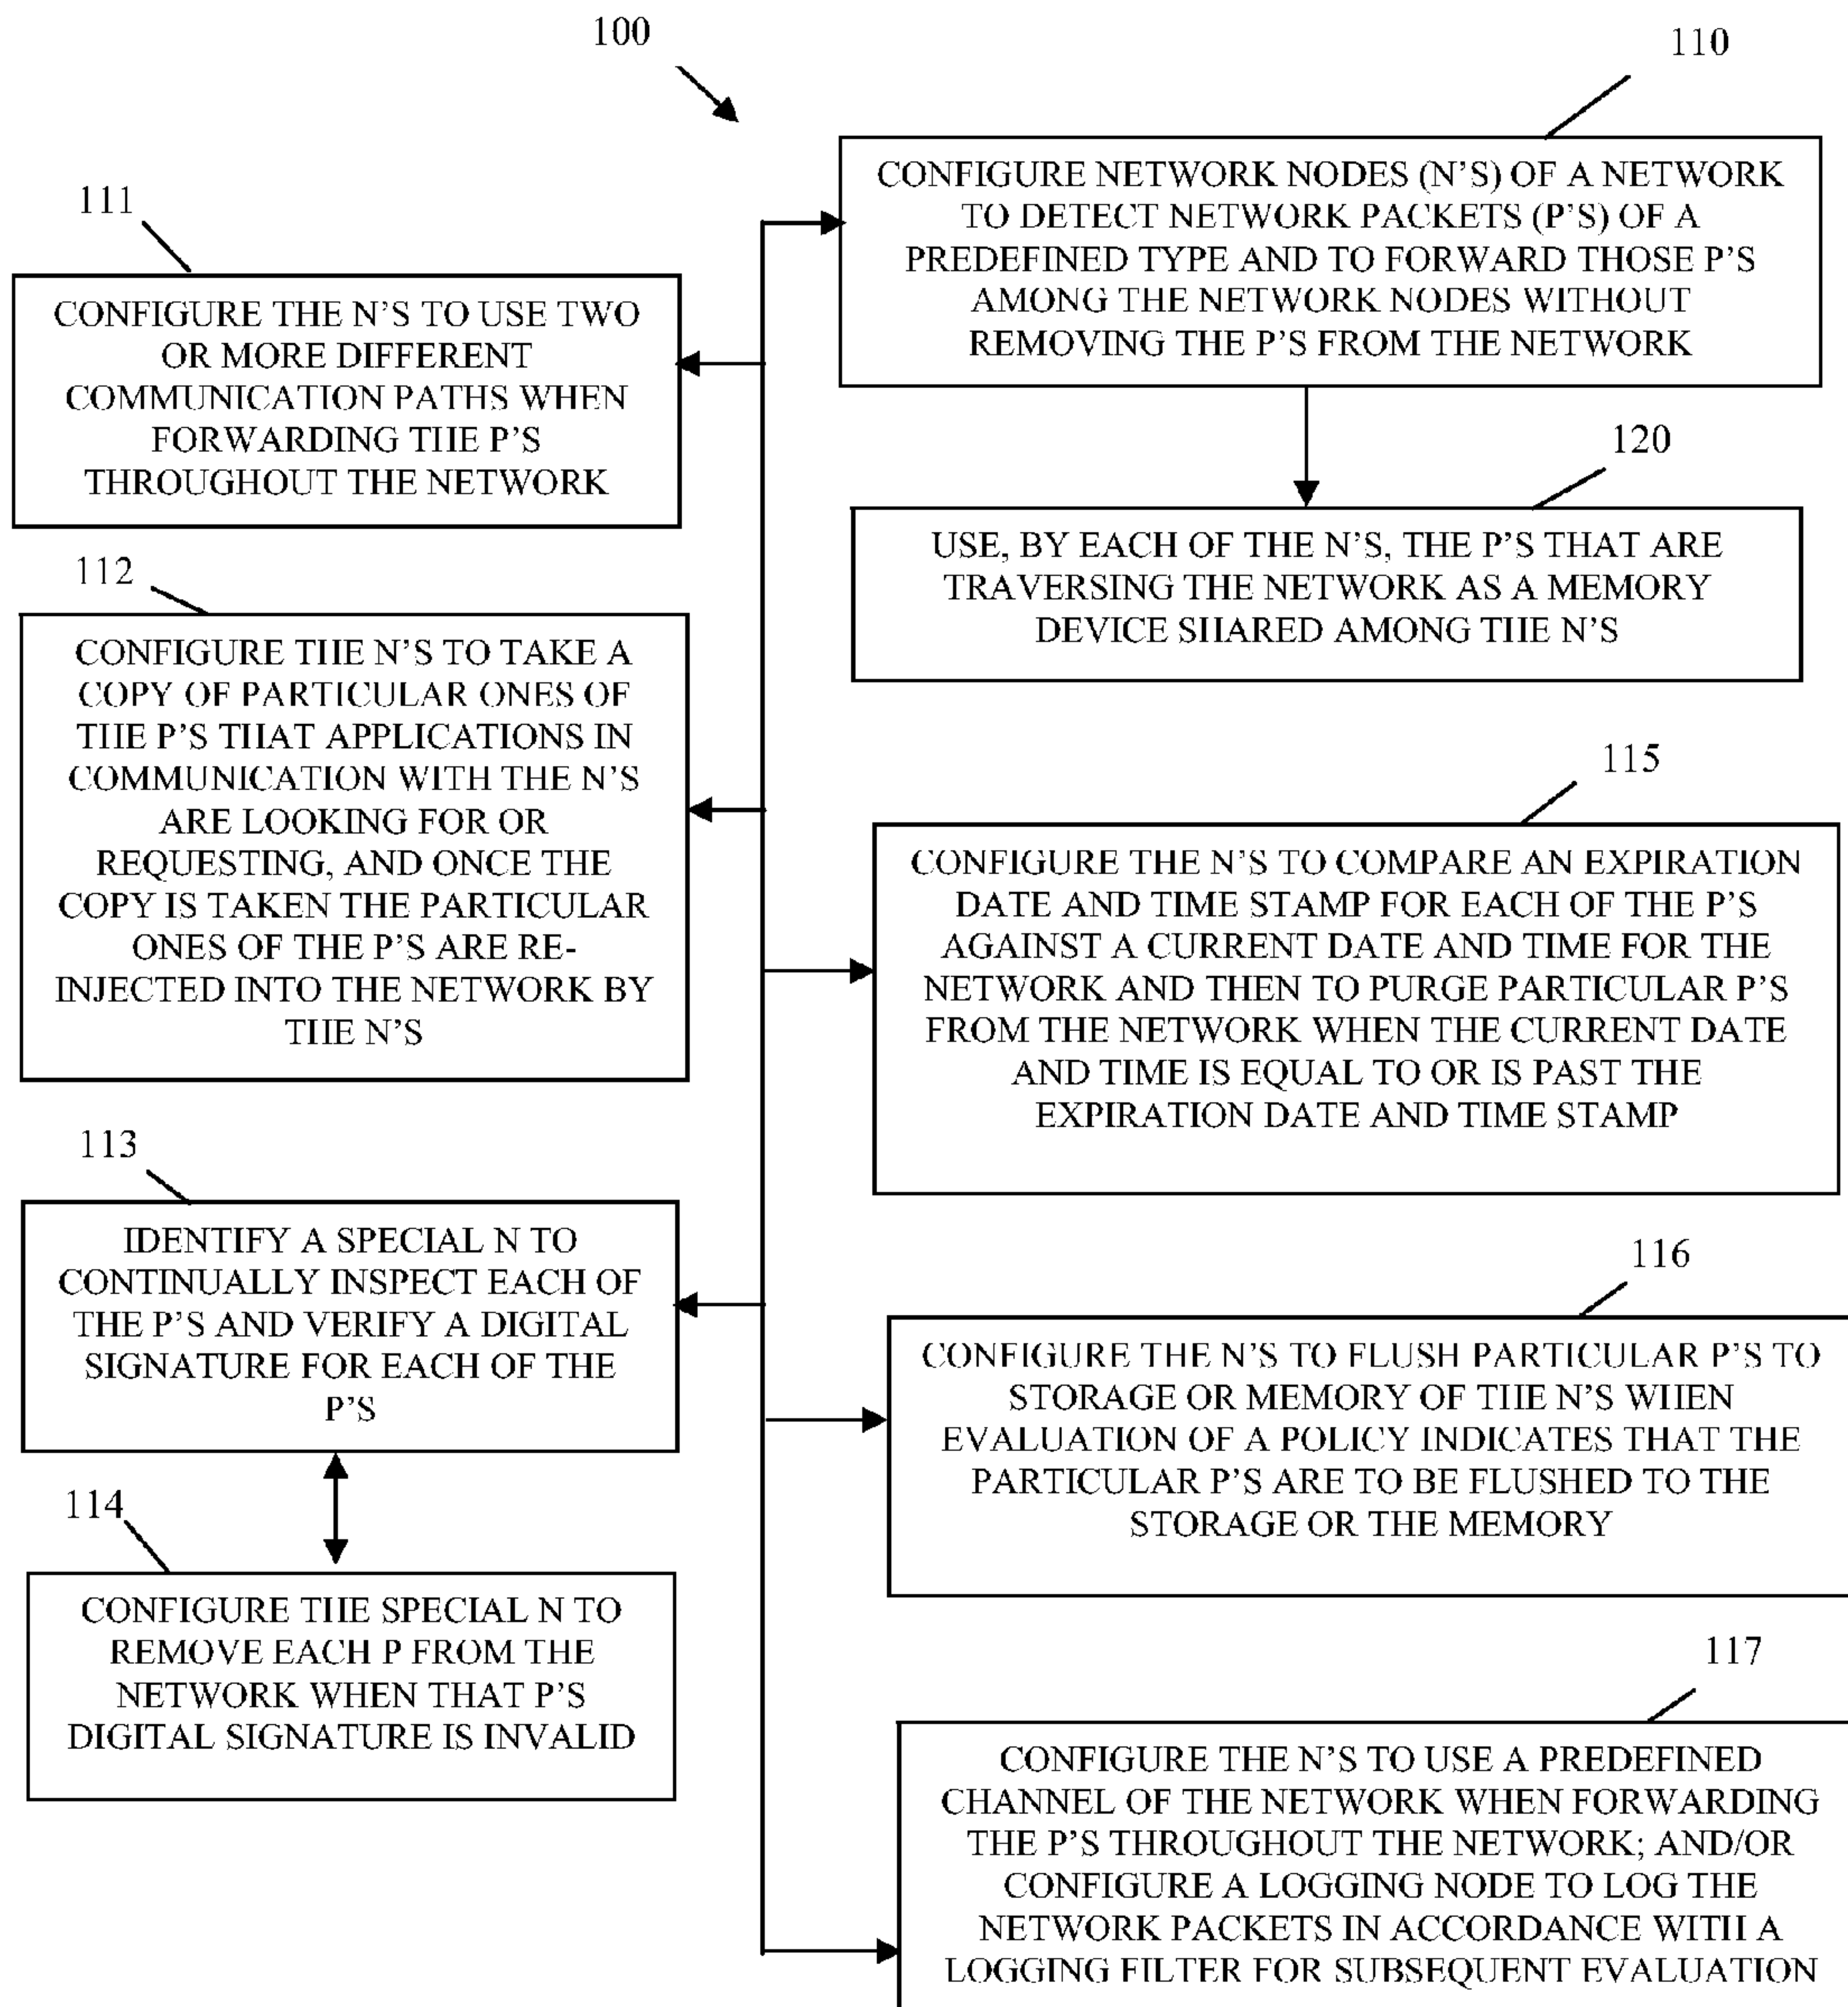 100
110
CONFIGURE NETWORK NODES (N'S) OF A NETWORK
TO DETECT NETWORK PACKETS (P'S) OF A
PREDEFINED TYPE AND TO FORWARD THOSE P'S
AMONG THE NETWORK NODES WITHOUT
REMOVING THE P'S FROM THE NETWORK
111
CONFIGURE THE N'S TO USE TWO
OR MORE DIFFERENT
COMMUNICATION PATHS WHEN
FORWARDING THE P'S
THROUGHOUT THE NETWORK
120
USE, BY EACH OF THE N'S, THE P'S THAT ARE
TRAVERSING THE NETWORK AS A MEMORY
DEVICE SHARED AMONG THE N'S
112
CONFIGURE THE N'S TO TAKE A
COPY OF PARTICULAR ONES OF
THE P'S THAT APPLICATIONS IN
COMMUNICATION WITH THE N'S
ARE LOOKING FOR OR
REQUESTING, AND ONCE THE
COPY IS TAKEN THE PARTICULAR
ONES OF THE P'S ARE RE-
INJECTED INTO THE NETWORK BY
THE N'S
115
CONFIGURE THE N'S TO COMPARE AN EXPIRATION
DATE AND TIME STAMP FOR EACH OF THE P'S
AGAINST A CURRENT DATE AND TIME FOR THE
NETWORK AND THEN TO PURGE PARTICULAR P'S
FROM THE NETWORK WHEN THE CURRENT DATE
AND TIME IS EQUAL TO OR IS PAST THE
EXPIRATION DATE AND TIME STAMP
113
IDENTIFY A SPECIAL N TO
CONTINUALLY INSPECT EACH OF
THE P'S AND VERIFY A DIGITAL
SIGNATURE FOR EACH OF THE
P'S
116
CONFIGURE THE N'S TO FLUSH PARTICULAR P'S TO
STORAGE OR MEMORY OF THE N'S WHEN
EVALUATION OF A POLICY INDICATES THAT THE
PARTICULAR P'S ARE TO BE FLUSHED TO THE
STORAGE OR THE MEMORY
114
CONFIGURE THE SPECIAL N TO
REMOVE EACH P FROM THE
NETWORK WHEN THAT P'S
DIGITAL SIGNATURE IS INVALID
117
CONFIGURE THE N'S TO USE A PREDEFINED
CHANNEL OF THE NETWORK WHEN FORWARDING
THE P'S THROUGHOUT THE NETWORK; AND/OR
CONFIGURE A LOGGING NODE TO LOG THE
NETWORK PACKETS IN ACCORDANCE WITH A
LOGGING FILTER FOR SUBSEQUENT EVALUATION